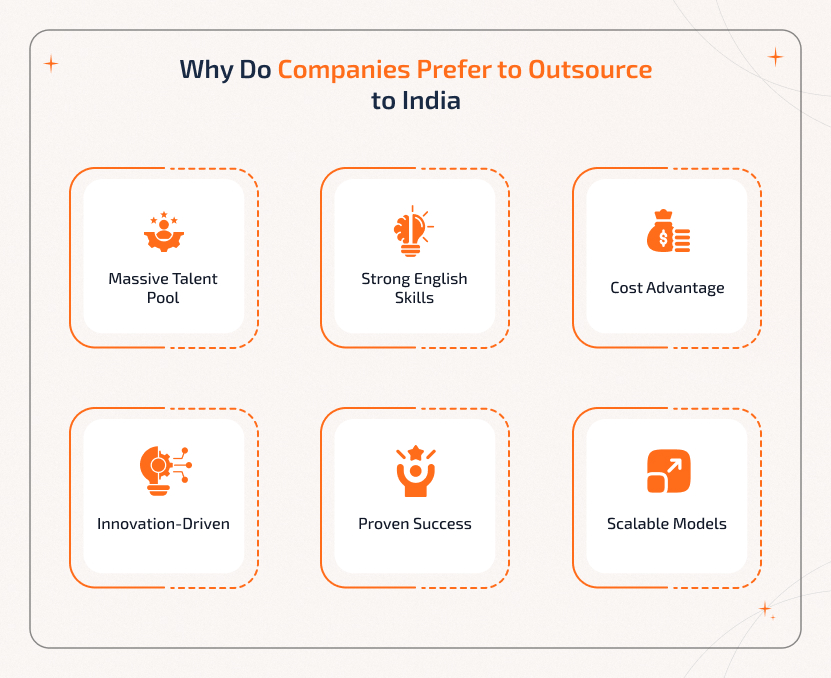 Why Do Companies Prefer to Outsource
to India
Massive Talent
Pool
Strong English
Skills
Cost Advantage
Innovation-Driven
Proven Success
Scalable Models